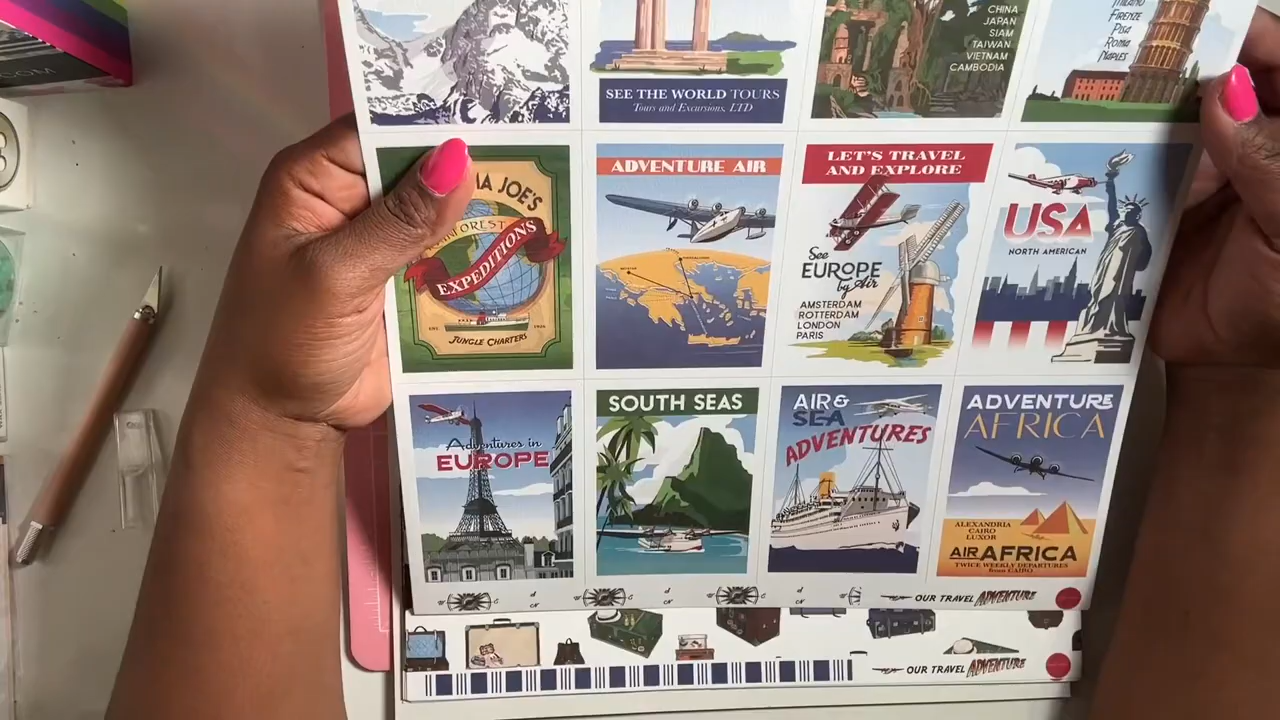 .COM
CHINA
JAPAN
SIAM
TAIWAN
VIETNAM
CAMBODIA
FIRENZE
PISA
ROMA
NAPLES
SEE THE WORLD TOURS
Tours and Excursions, LTD
JOE'S
EXPEDITIONS
JUNGLE CHARTERS
ADVENTURE AIR
LET'S TRAVEL
AND EXPLORE
See
EUROPE
by Air
AMSTERDAM
ROTTERDAM
LONDON
PARIS
USA
NORTH AMERICAN
Adventures in
EUROPE
SOUTH SEAS
AIR&
SEA
ADVENTURES
ADVENTURE
AFRICA
ALEXANDRIA
CAIRO
LUXOR
AIRAFRICA
TWICE WEEKLY DEPARTURES
from CAIRO
OUR TRAVEL ADVENTURE
OUR TRAVEL ADVENTURE